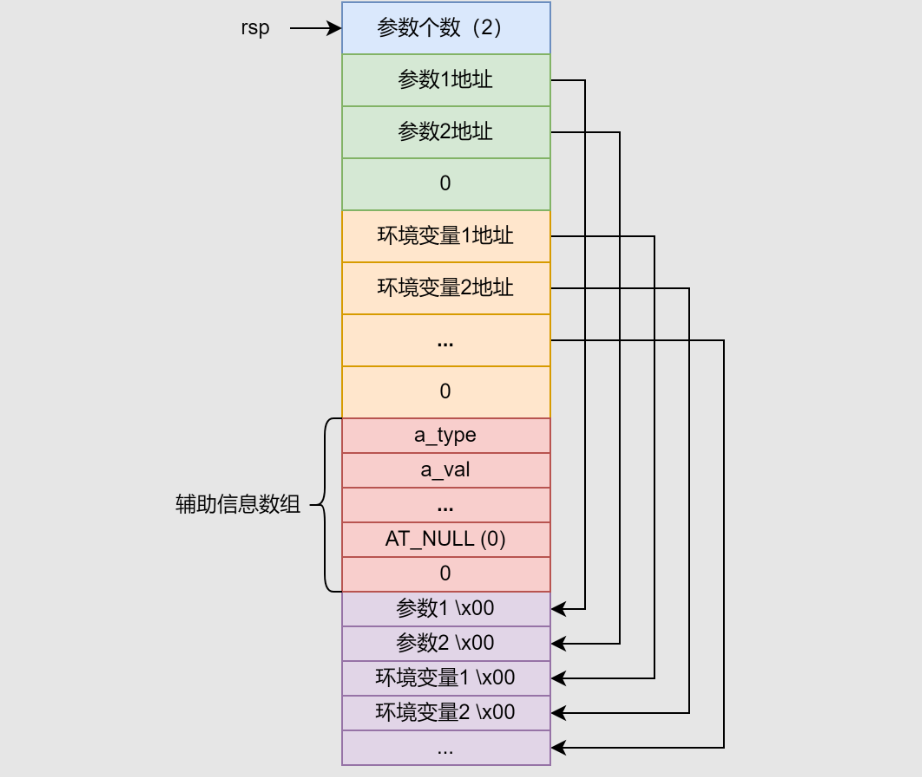 rsp
参数个数（2）
参数1地址
参数2地址
0
环境变量1地址
环境变量2地址
...
0
辅助信息数组
a_type
a_val
...
AT_NULL (0)
0
参数1 \x00
参数2 \x00
环境变量1 \x00
环境变量2 \x00
...